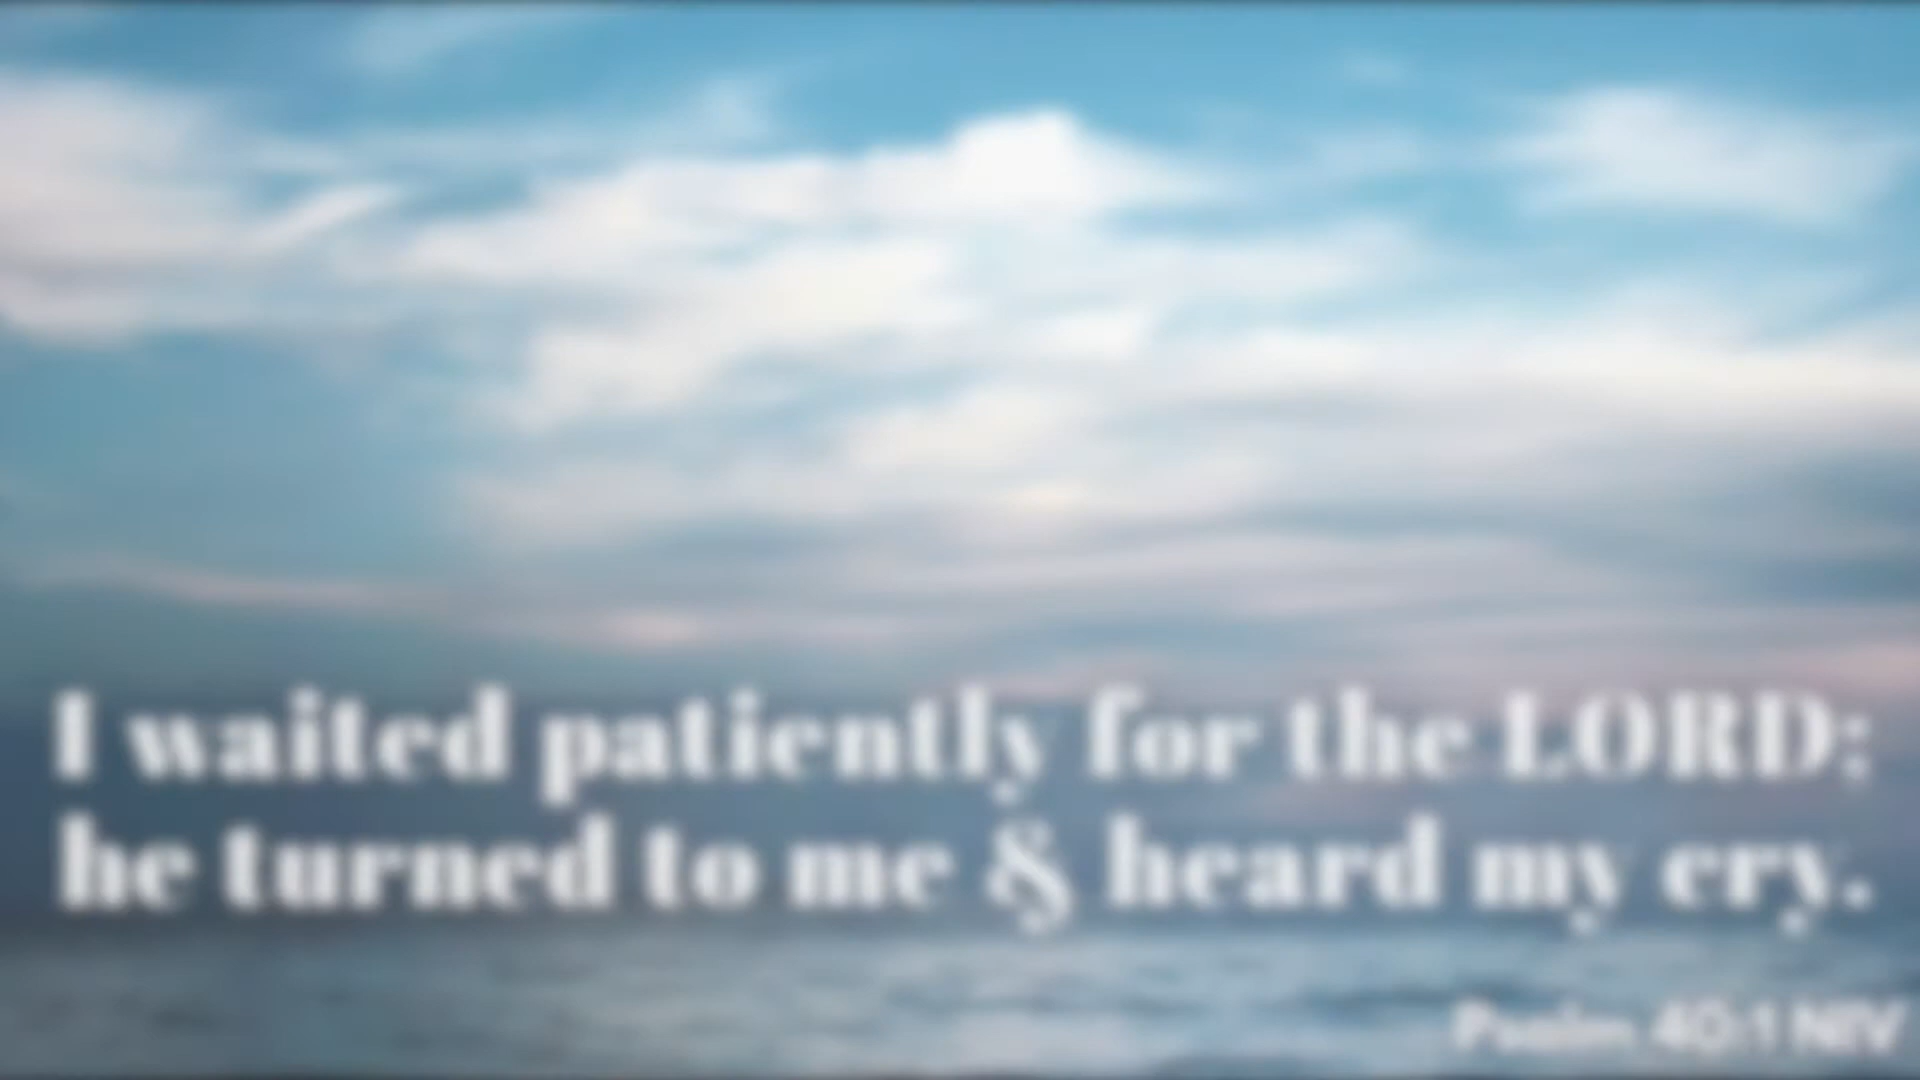 I waited patiently for the LORD;
he turned to me & heard my cry.
Psalm 40:1 NIV